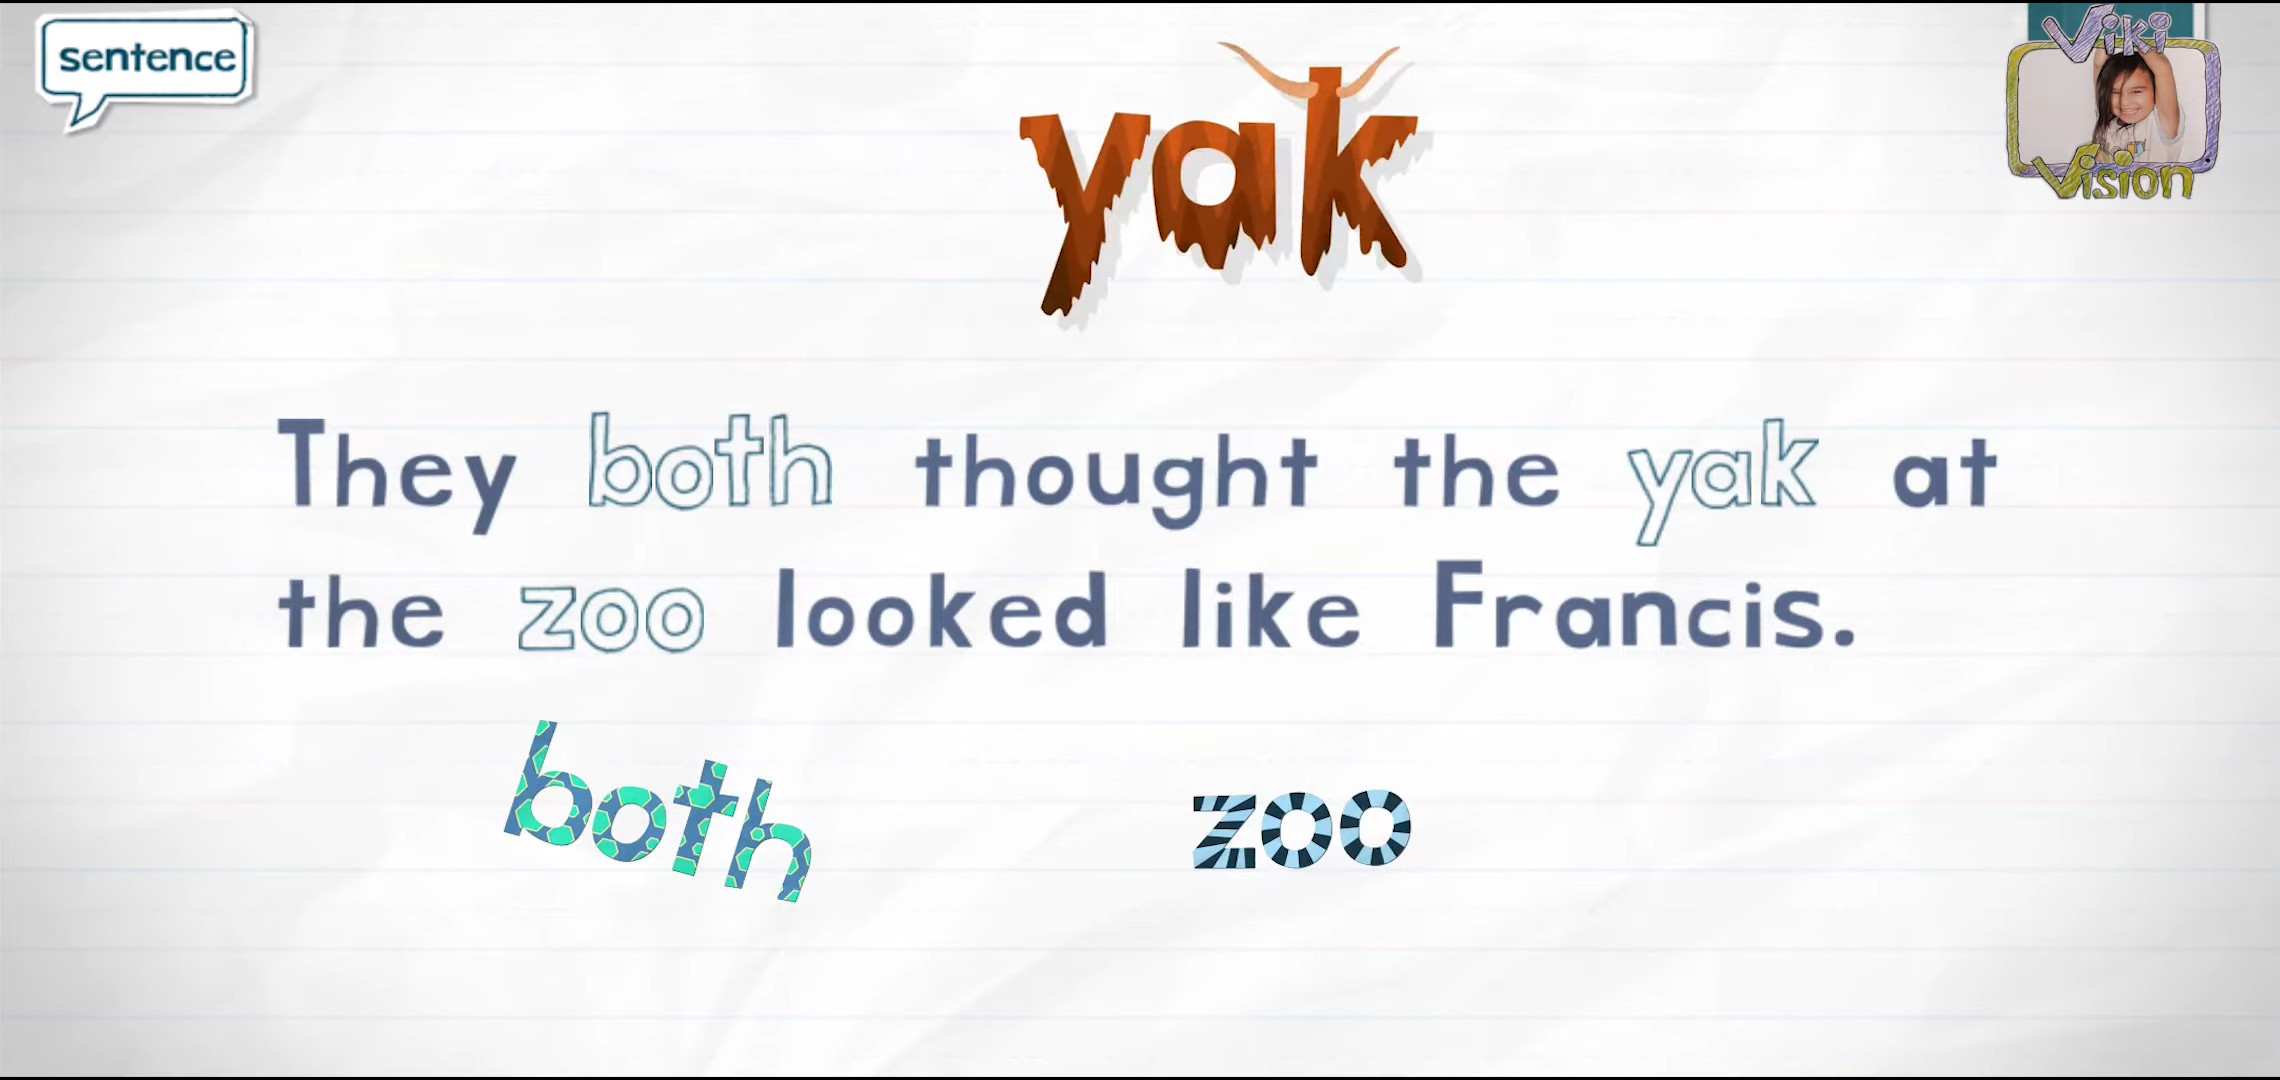 sentence
Viki
Vision
yak
They both thought the yak at
the zoo looked like Francis.
both
zoo